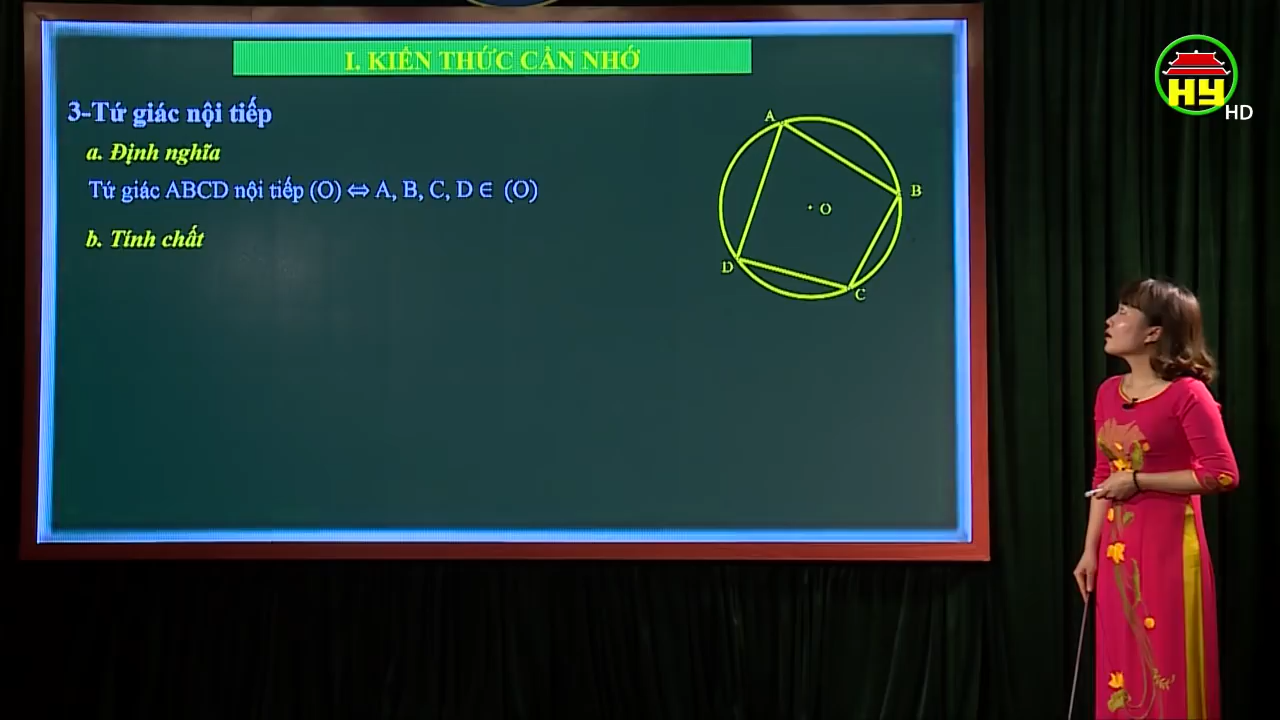 I. KIẾN THỨC CẦN NHỚ
3-Tứ giác nội tiếp
a. Định nghĩa
Tứ giác ABCD nội tiếp (O) ⇔ A, B, C, D ∈ (O)
b. Tính chất
A
B
O
D
C
HY
HD